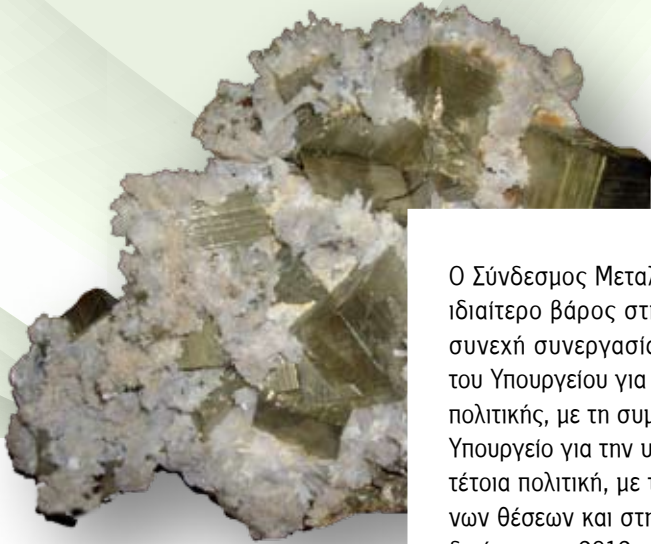 Ο Σύνδεσμος Μεταλ
ιδιαίτερο βάρος στη
συνεχή συνεργασία
του Υπουργείου για
πολιτικής, με τη συμ
Υπουργείο για την υ
τέτοια πολιτική, με τ
νων θέσεων και στη